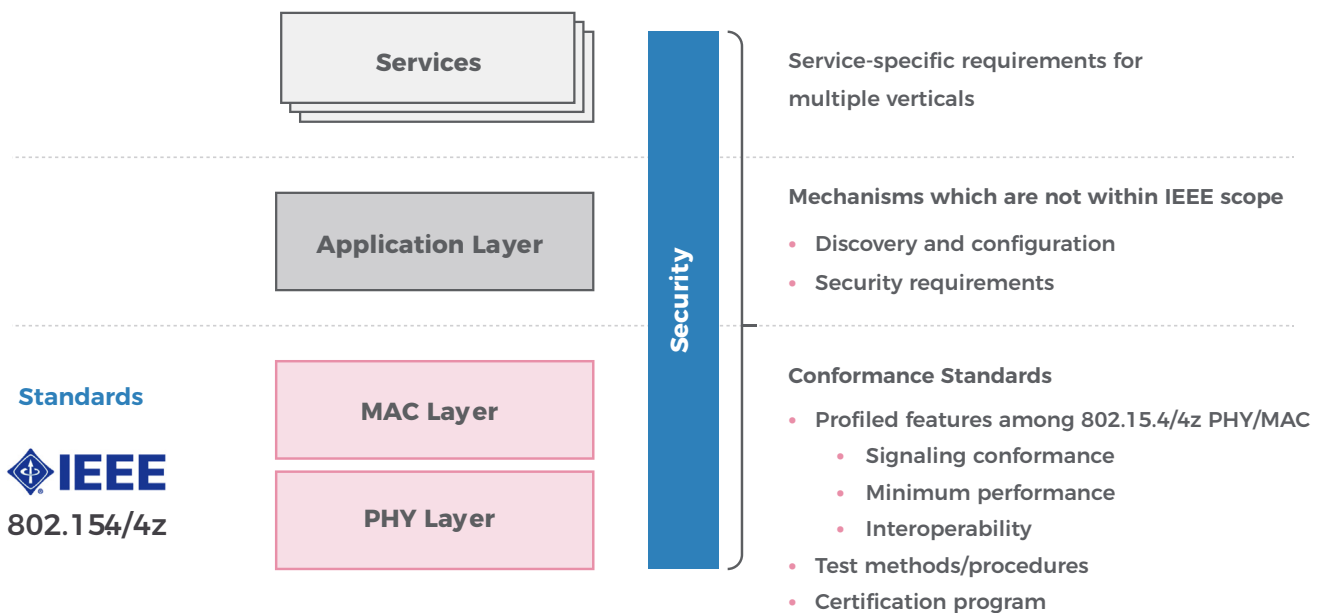 Services
Service-specific requirements for
multiple verticals
Application Layer
Mechanisms which are not within IEEE scope
• Discovery and configuration
• Security requirements
Security
Standards
IEEE
802.15.4/4z
MAC Layer
PHY Layer
Conformance Standards
• Profiled features among 802.15.4/4z PHY/MAC
• Signaling conformance
• Minimum performance
• Interoperability
• Test methods/procedures
• Certification program